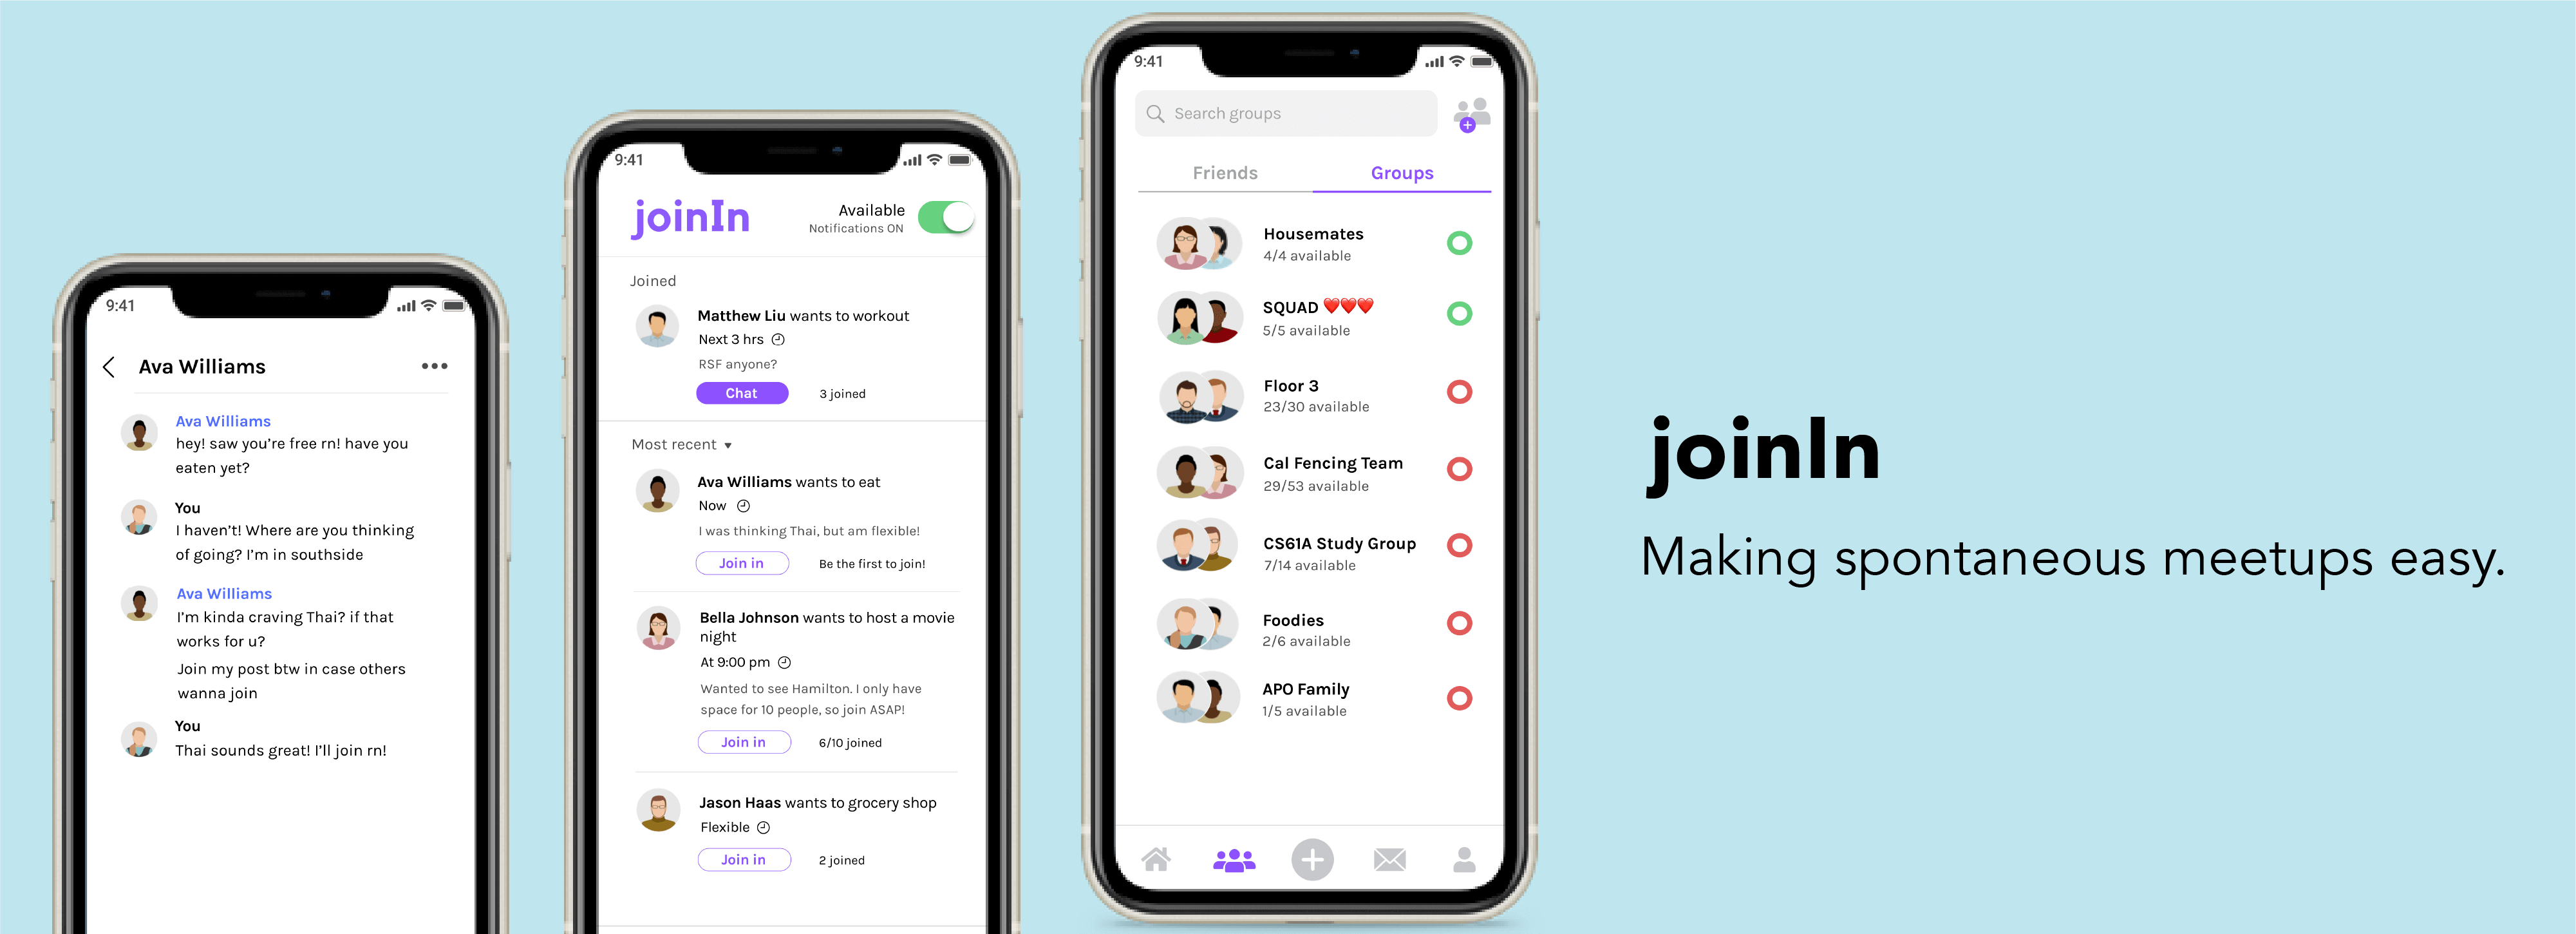 9:41
Ava Williams
Ava Williams
hey! saw you're free rn! have you
eaten yet?
You
I haven't! Where are you thinking
of going? I'm in southside
Ava Williams
I'm kinda craving Thai? if that
works for u?
Join my post btw in case others
wanna join
You
Thai sounds great! I'll join rn!
9:41
joinIn
Available
Notifications ON
Joined
Matthew Liu wants to workout
Next 3 hrs
RSF anyone?
Chat
3 joined
Most recent
Ava Williams wants to eat
Now
I was thinking Thai, but am flexible!
Join in
Be the first to join!
Bella Johnson wants to host a movie
night
At 9:00 pm
Wanted to see Hamilton. I only have
space for 10 people, so join ASAP!
Join in
6/10 joined
Jason Haas wants to grocery shop
Flexible
Join in
2 joined
9:41
Search groups
Friends
Groups
Housemates
4/4 available
SQUAD ❤️❤️❤️
5/5 available
Floor 3
23/30 available
Cal Fencing Team
29/53 available
CS61A Study Group
7/14 available
Foodies
2/6 available
APO Family
1/5 available
joinIn
Making spontaneous meetups easy.